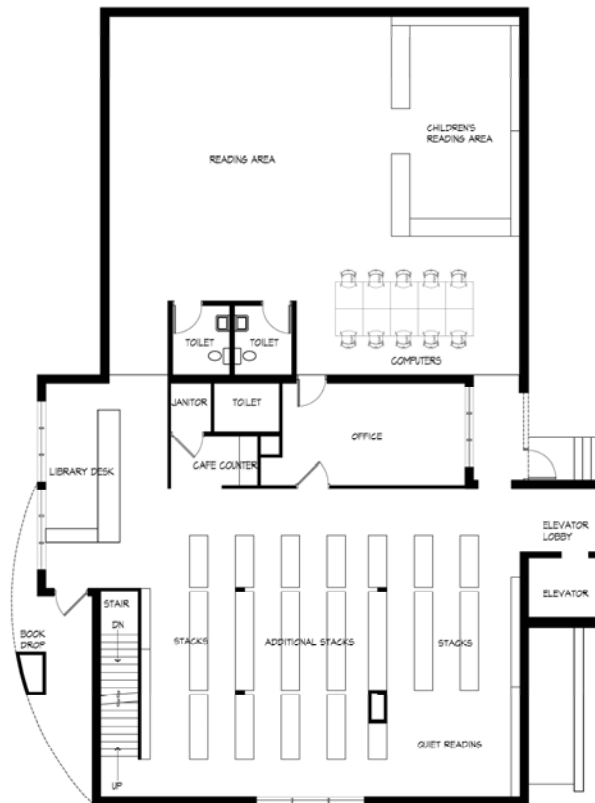 READING AREA
CHILDREN'S
READING AREA
TOILET
TOILET
COMPUTERS
JANITOR
TOILET
OFFICE
LIBRARY DESK
CAFE COUNTER
ELEVATOR
LOBBY
ELEVATOR
STAIR
DN
BOOK
DROP
STACKS
ADDITIONAL STACKS
STACKS
QUIET READING
UP